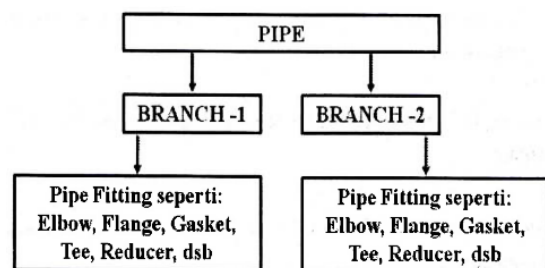 PIPE
BRANCH -1
BRANCH -2
Pipe Fitting seperti:
Elbow, Flange, Gasket,
Tee, Reducer, dsb
Pipe Fitting seperti:
Elbow, Flange, Gasket,
Tee, Reducer, dsb